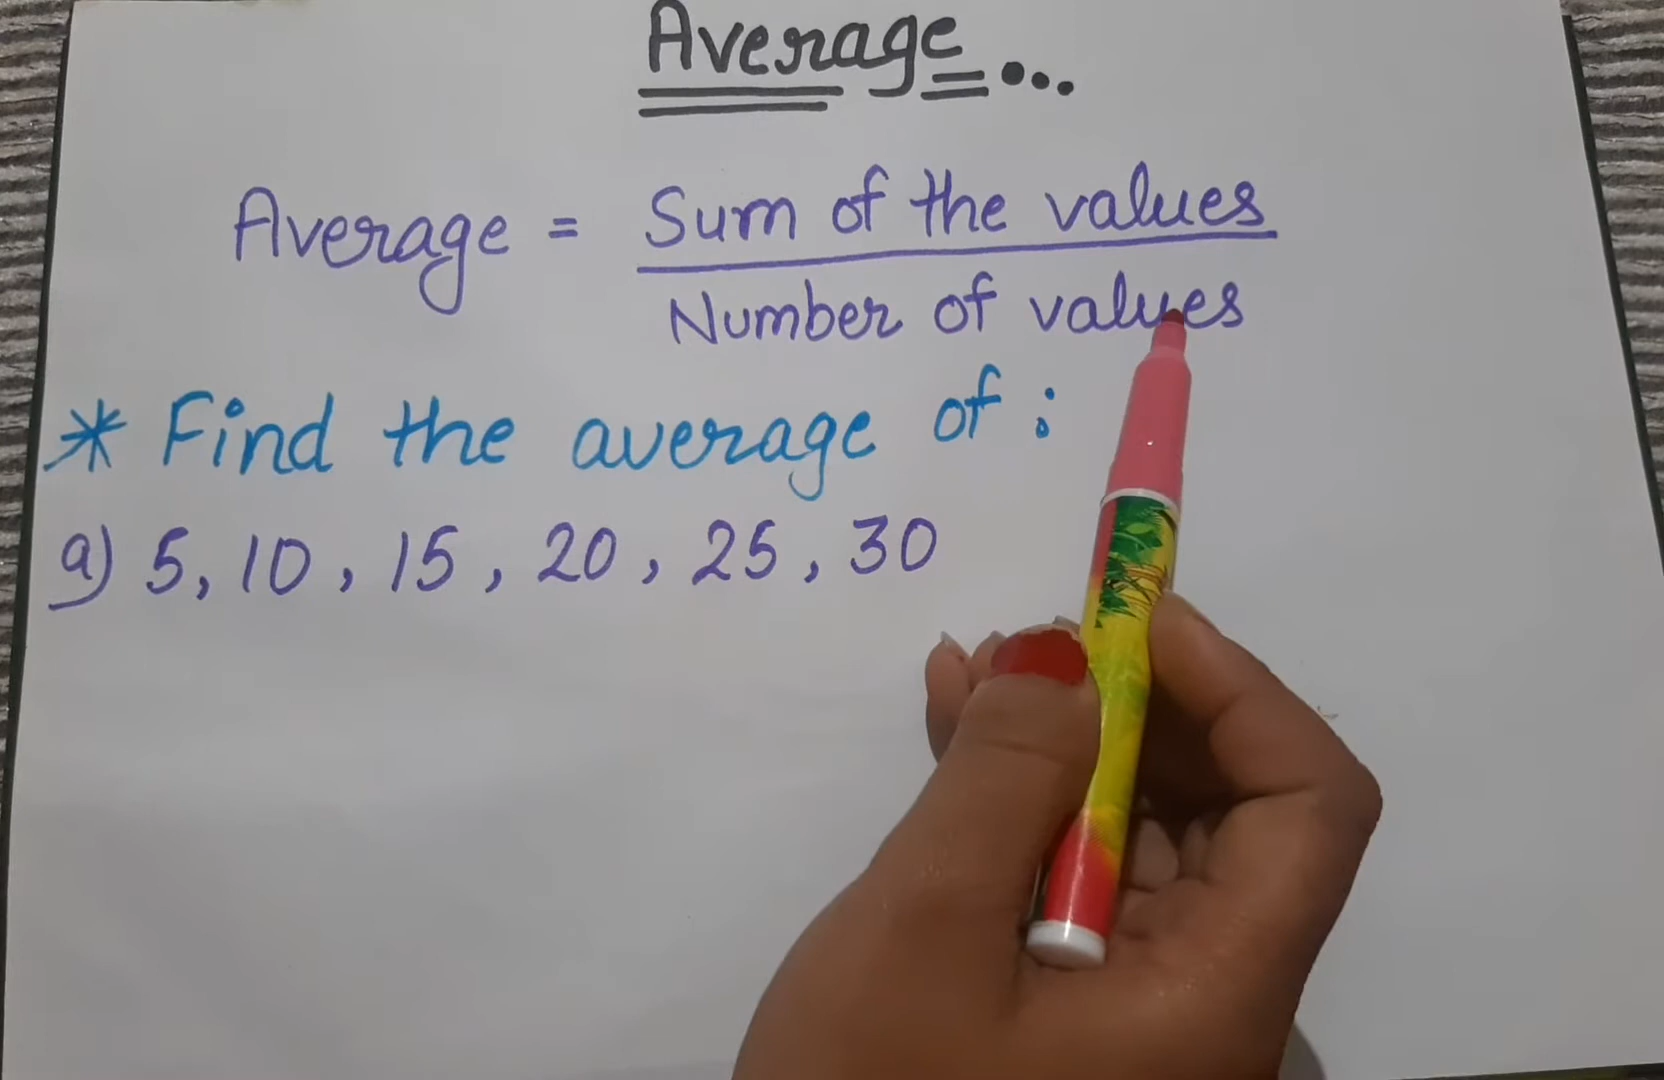 Average...
Average = Sum of the values
Number of values
* Find the average of :
a) 5, 10, 15, 20, 25, 30